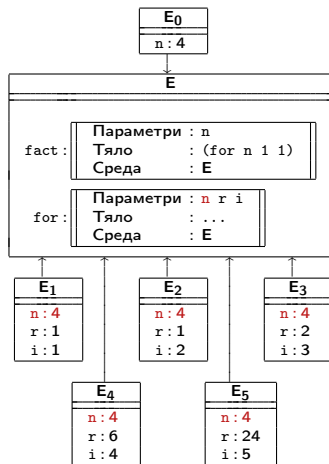 E0
n : 4
E
fact :
Параметри : n
Тяло : (for n 1 1)
Среда : E
for :
Параметри : n r i
Тяло : ...
Среда : E
E1
n : 4
r : 1
i : 1
E2
n : 4
r : 1
i : 2
E3
n : 4
r : 2
i : 3
E4
n : 4
r : 6
i : 4
E5
n : 4
r : 24
i : 5